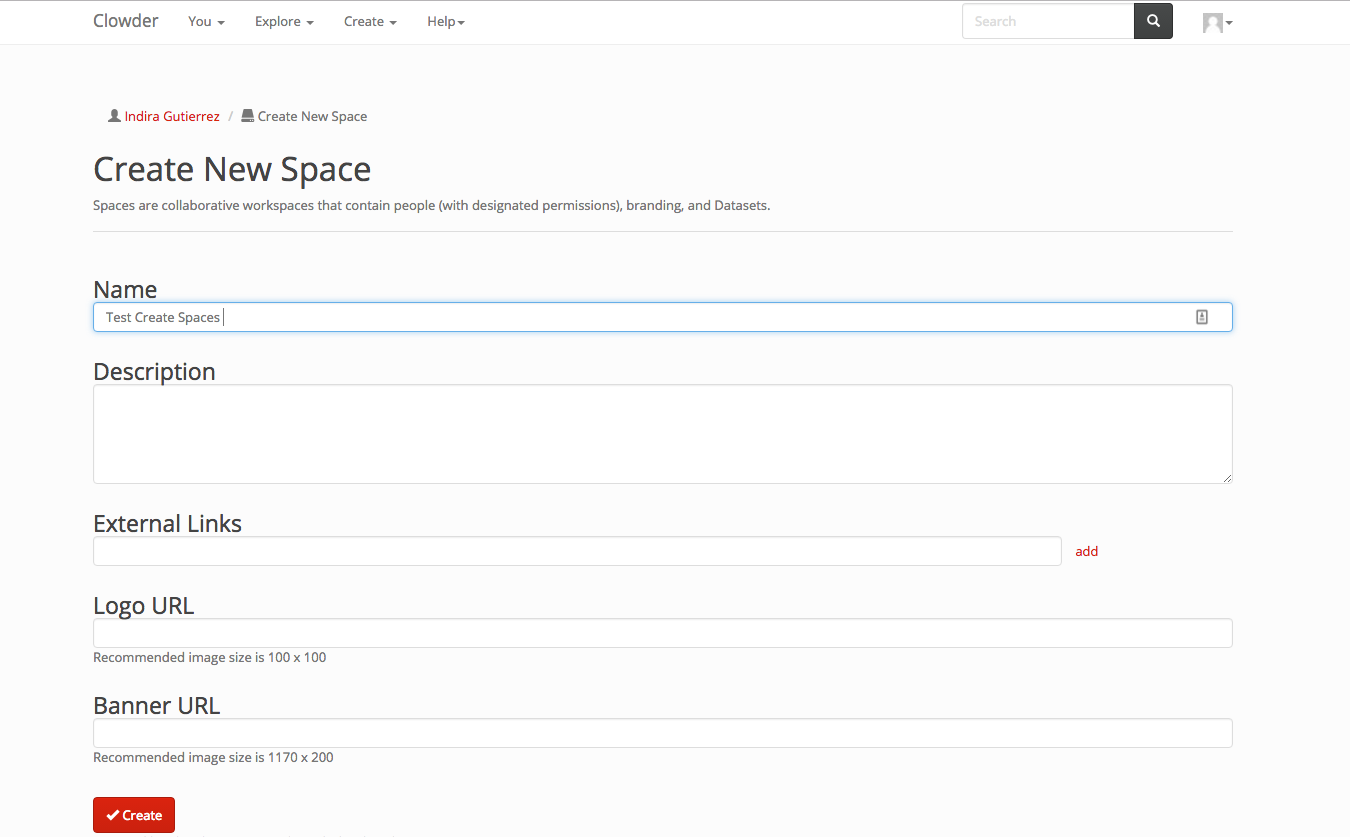 Clowder You Explore Create Help Search
Indira Gutierrez / Create New Space
Create New Space
Spaces are collaborative workspaces that contain people (with designated permissions), branding, and Datasets.
Name
Test Create Spaces
Description
External Links
add
Logo URL
Recommended image size is 100 x 100
Banner URL
Recommended image size is 1170 x 200
Create